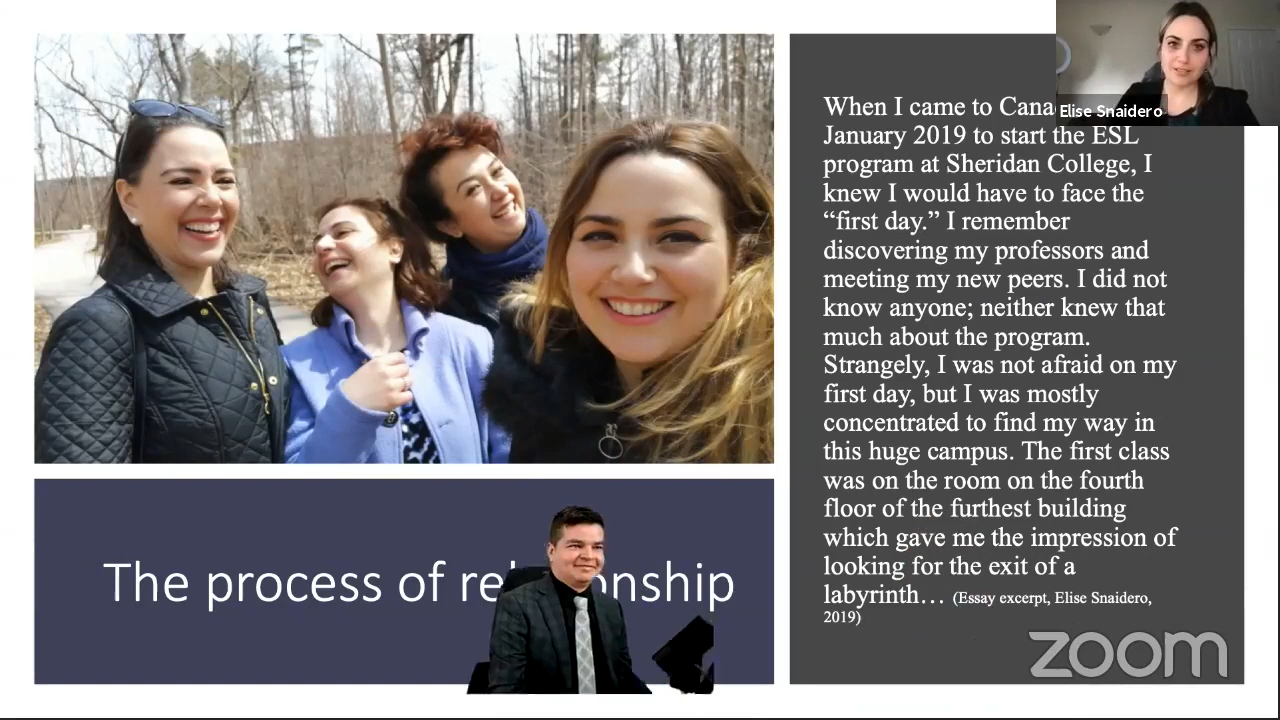 Elise Snaidero
When I came to Cana
January 2019 to start the ESL
program at Sheridan College, I
knew I would have to face the
“first day.” I remember
discovering my professors and
meeting my new peers. I did not
know anyone; neither knew that
much about the program.
Strangely, I was not afraid on my
first day, but I was mostly
concentrated to find my way in
this huge campus. The first class
was on the room on the fourth
floor of the furthest building
which gave me the impression of
looking for the exit of a
labyrinth… (Essay excerpt, Elise Snaidero,
2019)
The process of rel onship
zoom